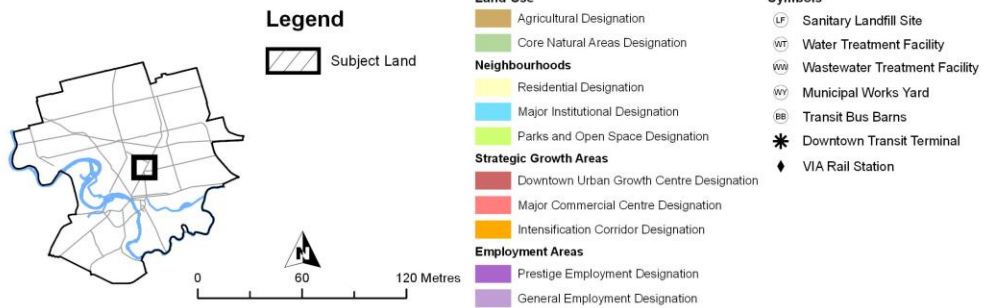 Legend
Subject Land
N
0 60 120 Metres
Land Use
Agricultural Designation
Core Natural Areas Designation
Neighbourhoods
Residential Designation
Major Institutional Designation
Parks and Open Space Designation
Strategic Growth Areas
Downtown Urban Growth Centre Designation
Major Commercial Centre Designation
Intensification Corridor Designation
Employment Areas
Prestige Employment Designation
General Employment Designation
Symbols
LF Sanitary Landfill Site
WT Water Treatment Facility
WW Wastewater Treatment Facility
WY Municipal Works Yard
BB Transit Bus Barns
Downtown Transit Terminal
VIA Rail Station